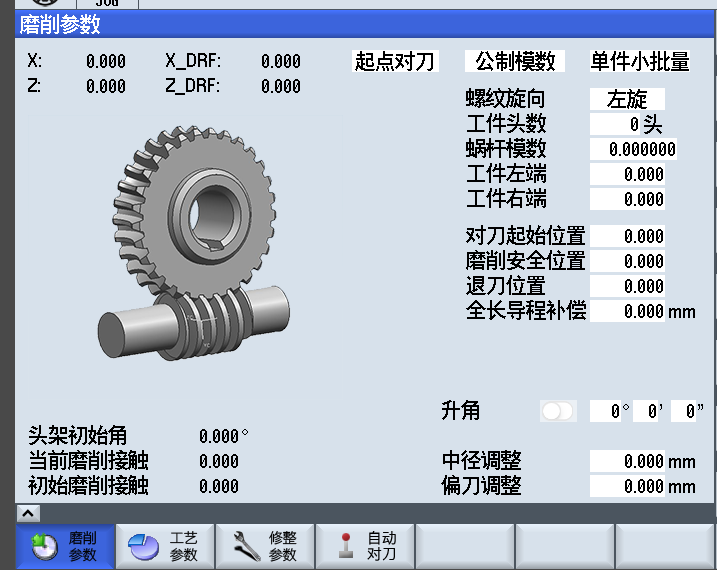 JOG
磨削参数
X: 0.000 X_DRF: 0.000 起点对刀 公制模数 单件小批量
Z: 0.000 Z_DRF: 0.000
螺纹旋向 左旋
工件头数 0 头
蜗杆模数 0.000000
工件左端 0.000
工件右端 0.000
对刀起始位置 0.000
磨削安全位置 0.000
退刀位置 0.000
全长导程补偿 0.000 mm
升角 0° 0' 0"
头架初始角 0.000°
当前磨削接触 0.000 中径调整 0.000 mm
初始磨削接触 0.000 偏刀调整 0.000 mm
磨削参数 工艺参数 修整参数 自动对刀